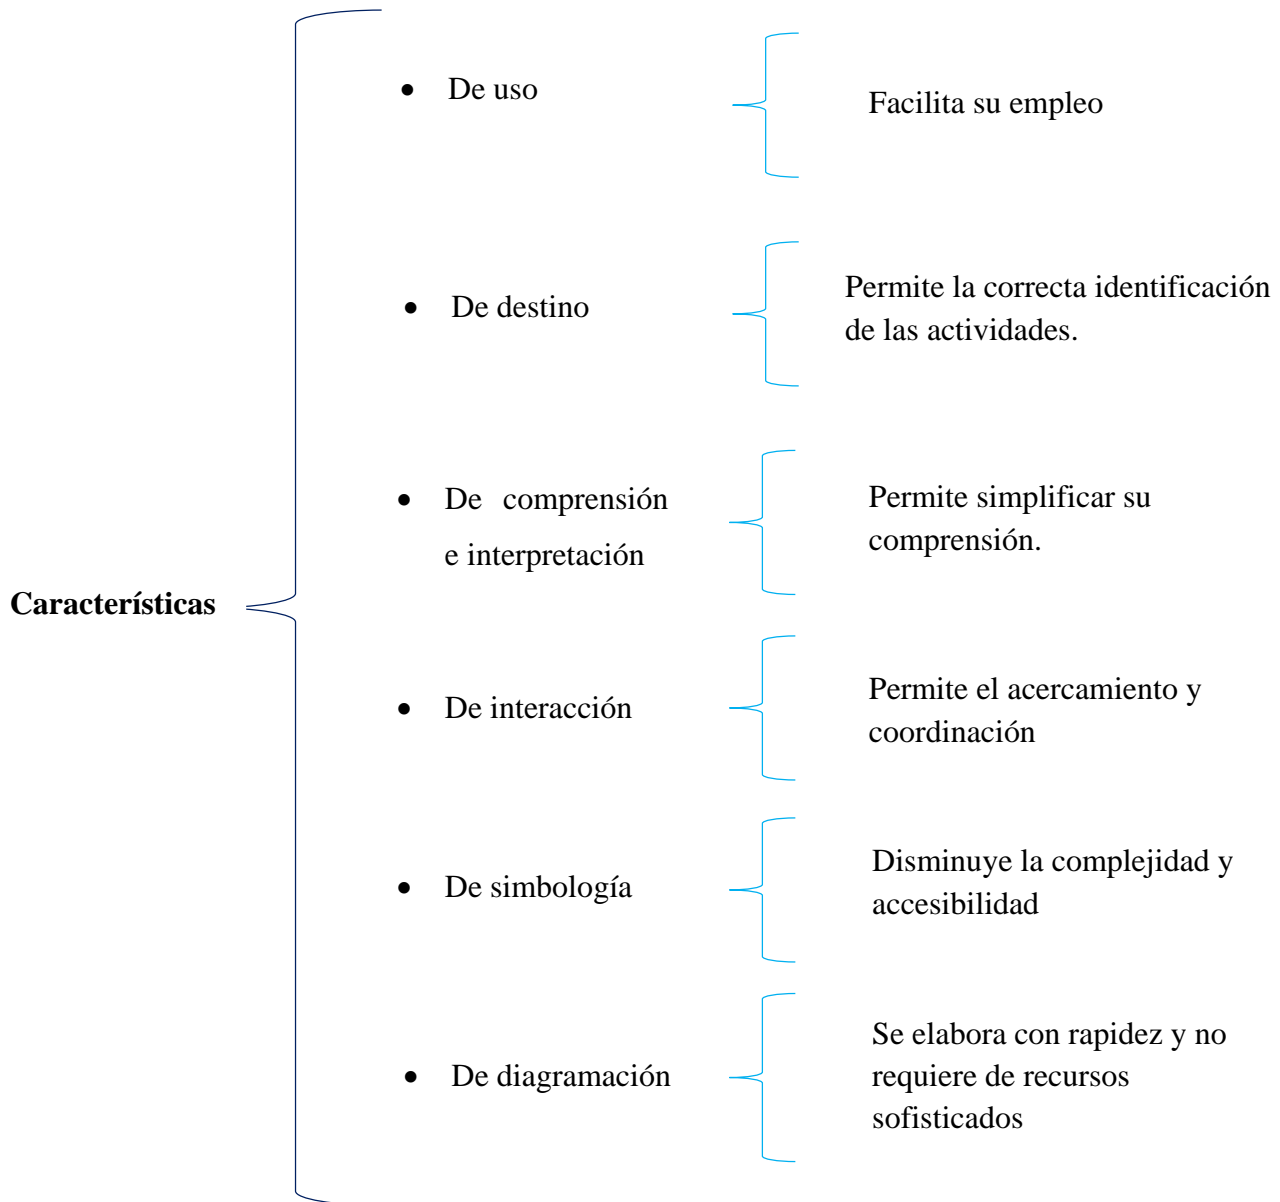 • De uso
Facilita su empleo
• De destino
Permite la correcta identificación
de las actividades.
• De comprensión
e interpretación
Permite simplificar su
comprensión.
Características
• De interacción
Permite el acercamiento y
coordinación
• De simbología
Disminuye la complejidad y
accesibilidad
• De diagramación
Se elabora con rapidez y no
requiere de recursos
sofisticados